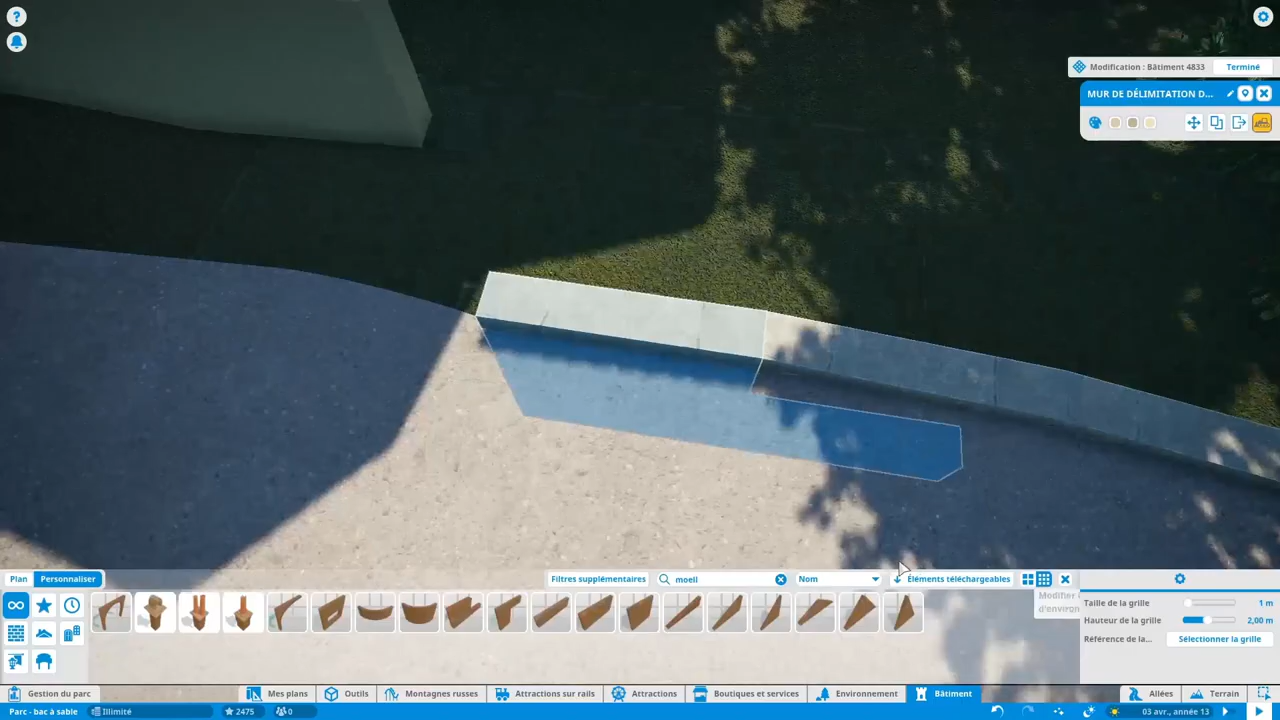 ?
Modification : Bâtiment 4833
Terminé
MUR DE DÉLIMITATION D...
Plan
Personnaliser
Filtres supplémentaires
moell
Nom
Éléments téléchargeables
Modifier
d'environ
Taille de la grille
1 m
Hauteur de la grille
2,00 m
Référence de la...
Sélectionner la grille
Gestion du parc
Mes plans
Outils
Montagnes russes
Attractions sur rails
Attractions
Boutiques et services
Environnement
Bâtiment
Allées
Terrain
Parc - bac à sable
Illimité
2475
0
03 avr., année 13